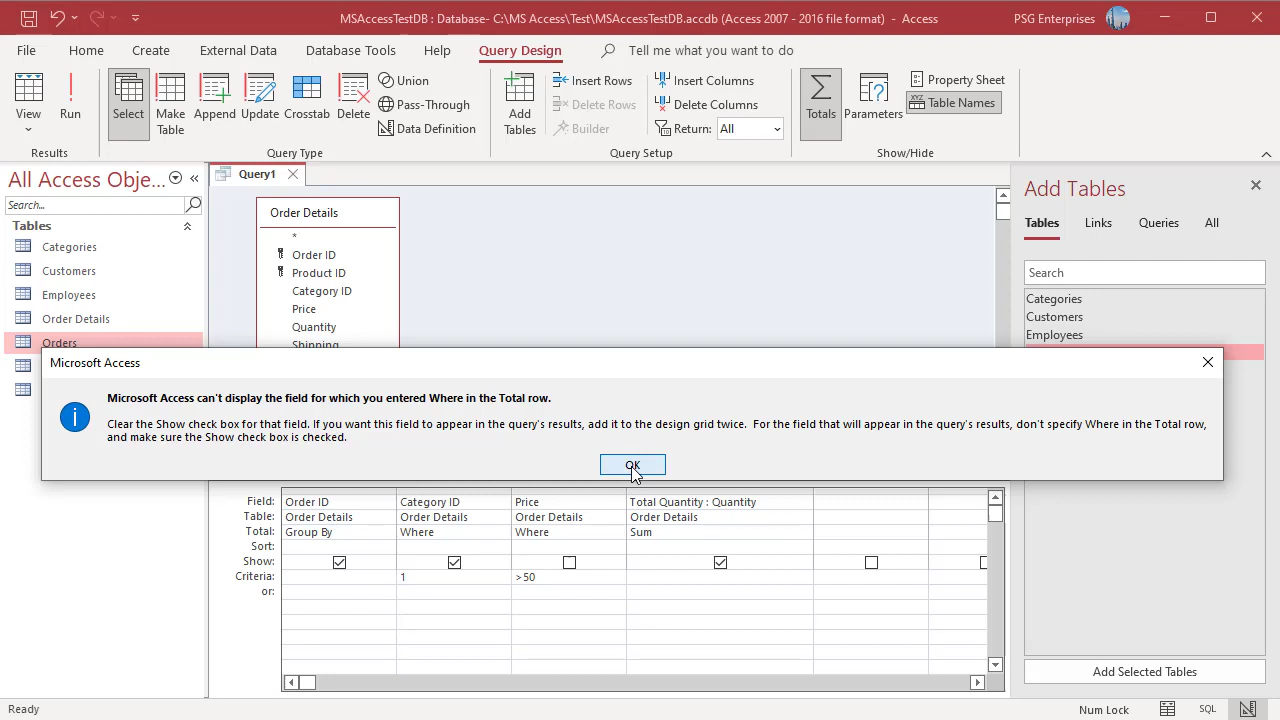 MSAccessTestDB : Database- C:\MS Access\Test\MSAccessTestDB.accdb (Access 2007 - 2016 file format) - Access
PSG Enterprises
File Home Create External Data Database Tools Help Query Design Tell me what you want to do
View Run Select Make Table Append Update Crosstab Delete
Union
Pass-Through
Data Definition
Add Tables
Insert Rows
Delete Rows
Builder
Insert Columns
Delete Columns
Return: All
Totals Parameters
Property Sheet
Table Names
Results Query Type Query Setup Show/Hide
All Access Obje...
Search...
Tables
Categories
Customers
Employees
Order Details
Orders
Query1
Order Details
*
Order ID
Product ID
Category ID
Price
Quantity
Shipping
Add Tables
Tables Links Queries All
Search
Categories
Customers
Employees
Microsoft Access
Microsoft Access can't display the field for which you entered Where in the Total row.
Clear the Show check box for that field. If you want this field to appear in the query's results, add it to the design grid twice. For the field that will appear in the query's results, don't specify Where in the Total row,
and make sure the Show check box is checked.
OK
Field: Order ID Category ID Price Total Quantity : Quantity
Table: Order Details Order Details Order Details Order Details
Total: Group By Where Where Sum
Sort:
Show:
Criteria: 1 >50
or:
Add Selected Tables
Ready
Num Lock
SQL